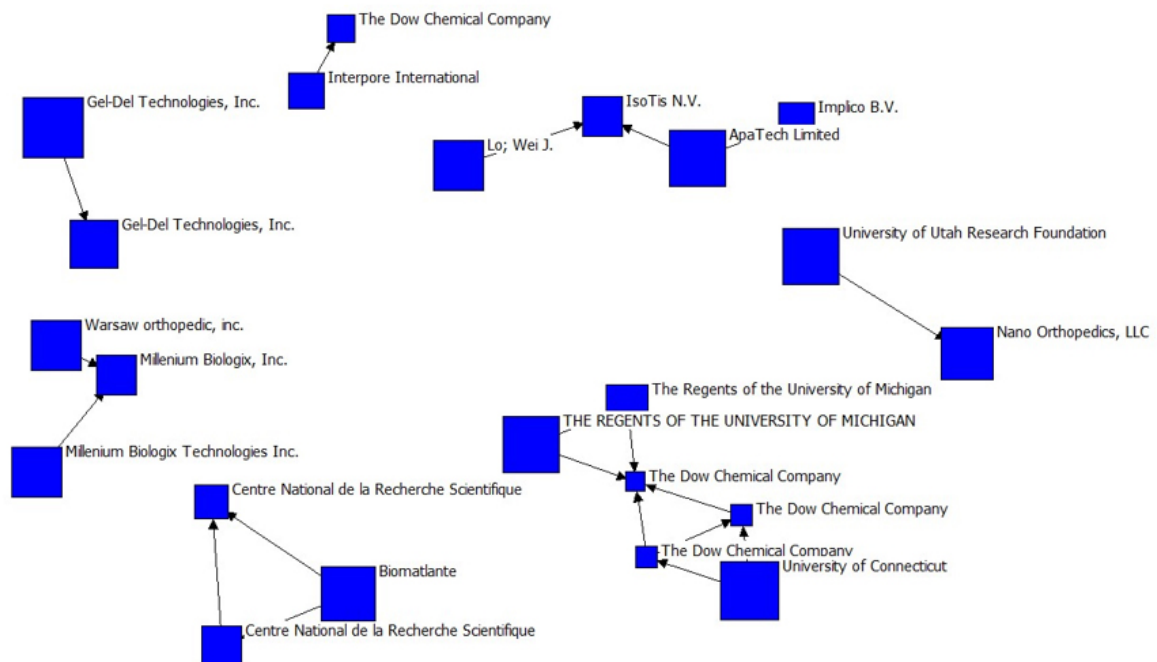 The Dow Chemical Company
Interpore International
Gel-Del Technologies, Inc.
IsoTis N.V.
Implico B.V.
ApaTech Limited
Lo; Wei J.
Gel-Del Technologies, Inc.
University of Utah Research Foundation
Warsaw orthopedic, inc.
Nano Orthopedics, LLC
Millenium Biologix, Inc.
The Regents of the University of Michigan
THE REGENTS OF THE UNIVERSITY OF MICHIGAN
Millenium Biologix Technologies Inc.
The Dow Chemical Company
Centre National de la Recherche Scientifique
The Dow Chemical Company
The Dow Chemical Company
University of Connecticut
Biomatlante
Centre National de la Recherche Scientifique